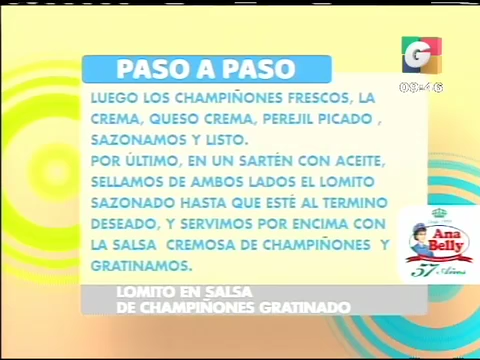 PASO A PASO
G
09:46
LUEGO LOS CHAMPIÑONES FRESCOS, LA
CREMA, QUESO CREMA, PEREJIL PICADO ,
SAZONAMOS Y LISTO.
POR ÚLTIMO, EN UN SARTÉN CON ACEITE,
SELLAMOS DE AMBOS LADOS EL LOMITO
SAZONADO HASTA QUE ESTÉ AL TERMINO
DESEADO, Y SERVIMOS POR ENCIMA CON
LA SALSA CREMOSA DE CHAMPIÑONES Y
GRATINAMOS.
Ana
Belly
57 Años
LOMITO EN SALSA
DE CHAMPIÑONES GRATINADO